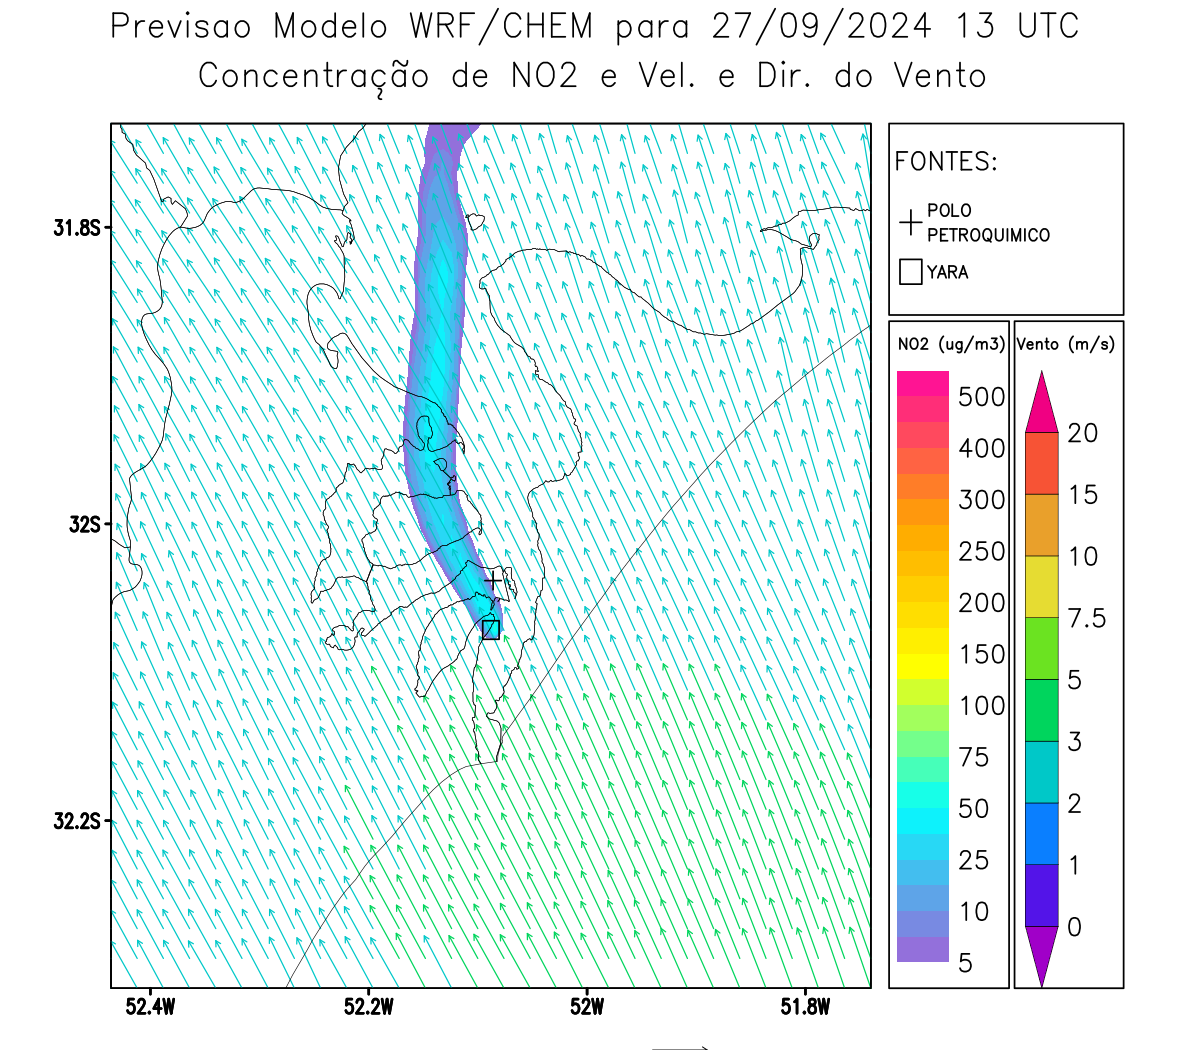 Previsao Modelo WRF/CHEM para 27/09/2024 13 UTC
Concentração de NO2 e Vel. e Dir. do Vento
FONTES:
POLO
PETROQUIMICO
YARA
NO2 (ug/m3)
500
400
300
250
200
150
100
75
50
25
10
5
Vento (m/s)
20
15
10
7.5
5
3
2
1
0
31.8S
32S
32.2S
52.4W
52.2W
52W
51.8W